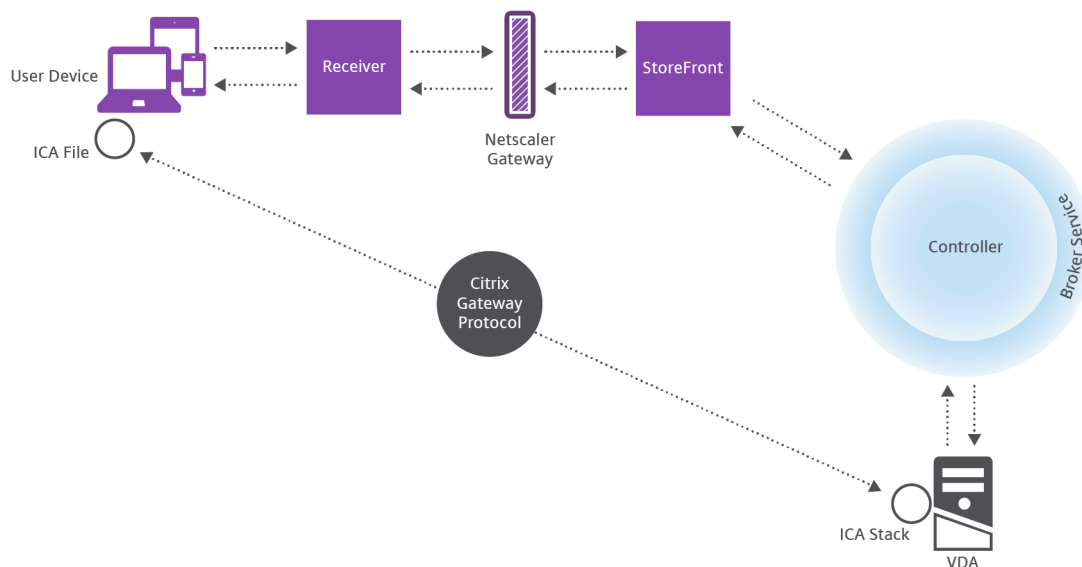 User Device
Receiver
StoreFront
Netscaler
Gateway
ICA File
Controller
Broker Service
Citrix
Gateway
Protocol
ICA Stack
VDA